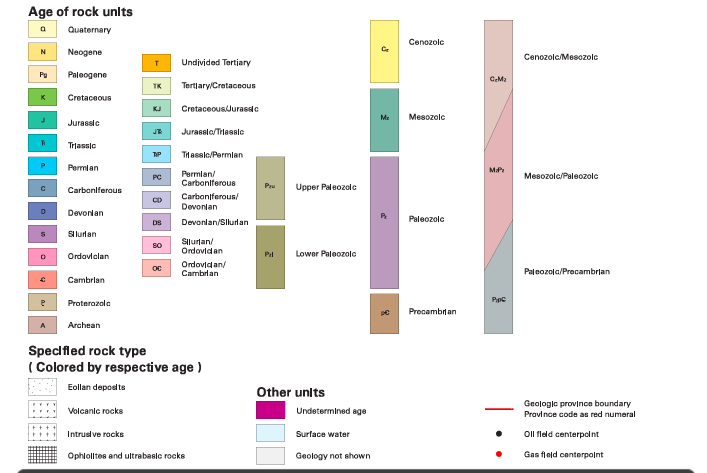 Age of rock units
Q Quaternary
N Neogene
Pg Paleogene
K Cretaceous
J Jurassic
Triassic
P Permian
C Carboniferous
D Devonian
S Silurian
O Ordovician
Є Cambrian
Proterozoic
A Archean
T Undivided Tertiary
TK Tertiary/Cretaceous
KJ Cretaceous/Jurassic
Jurassic/Triassic
Triassic/Permian
PC Permian/
Carboniferous
CD Carboniferous/
Devonian
DS Devonian/Silurian
SO Silurian/
Ordovician
OC Ordovician/
Cambrian
Pzu Upper Paleozoic
Pzl Lower Paleozoic
Cz Cenozoic
Mz Mesozoic
Pz Paleozoic
pЄ Precambrian
CzMz Cenozoic/Mesozoic
MzPz Mesozoic/Paleozoic
PzpЄ Paleozoic/Precambrian
Specified rock type
( Colored by respective age )
Eolian deposits
Volcanic rocks
Intrusive rocks
Ophiolites and ultrabasic rocks
Other units
Undetermined age
Surface water
Geology not shown
Geologic province boundary
Province code as red numeral
Oil field centerpoint
Gas field centerpoint